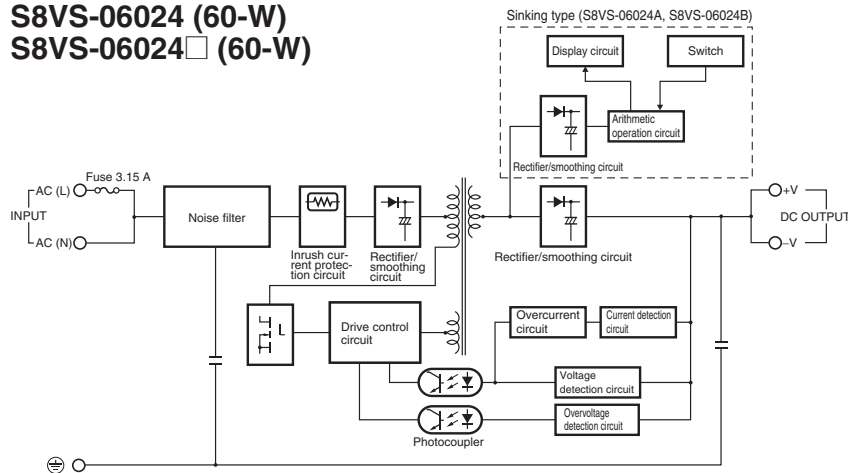 S8VS-06024 (60-W)
S8VS-06024□ (60-W)
Sinking type (S8VS-06024A, S8VS-06024B)
Display circuit
Switch
Arithmetic
operation circuit
Rectifier/smoothing circuit
Fuse 3.15 A
AC (L)
INPUT
AC (N)
Noise filter
Inrush cur-
rent protec-
tion circuit
Rectifier/
smoothing
circuit
Rectifier/smoothing circuit
+V
DC OUTPUT
–V
Drive control
circuit
Overcurrent
circuit
Current detection
circuit
Voltage
detection circuit
Overvoltage
detection circuit
Photocoupler